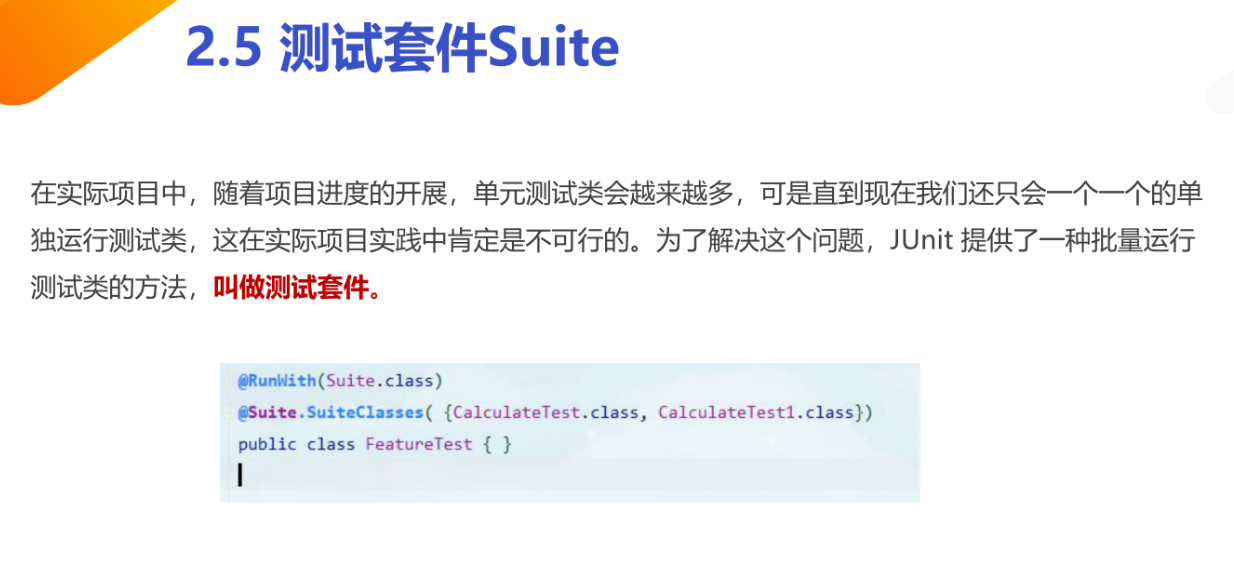 2.5 测试套件Suite
在实际项目中，随着项目进度的开展，单元测试类会越来越多，可是直到现在我们还只会一个一个的单
独运行测试类，这在实际项目实践中肯定是不可行的。为了解决这个问题，JUnit 提供了一种批量运行
测试类的方法，叫做测试套件。
@RunWith(Suite.class)
@Suite.SuiteClasses( {CalculateTest.class, CalculateTest1.class})
public class FeatureTest { }